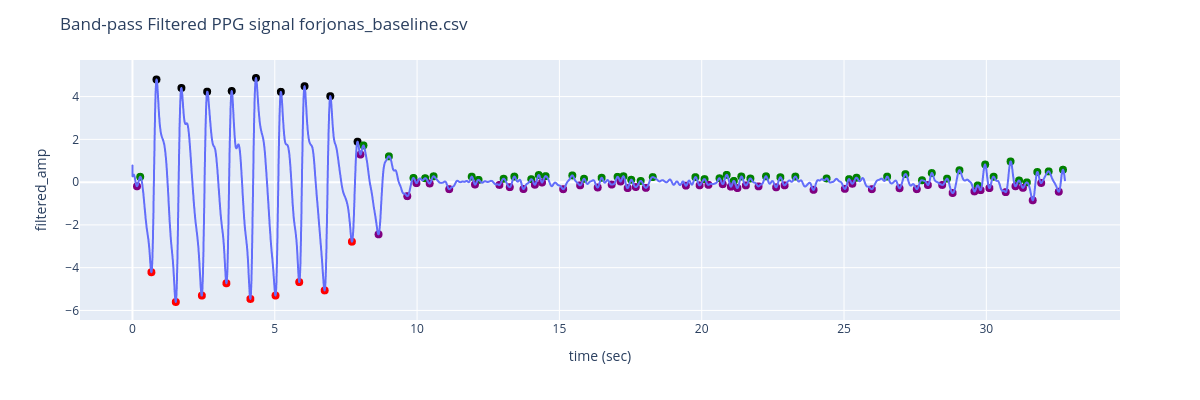 Band-pass Filtered PPG signal forjonas_baseline.csv
4
2
0
−2
−4
−6
filtered_amp
0 5 10 15 20 25 30
time (sec)